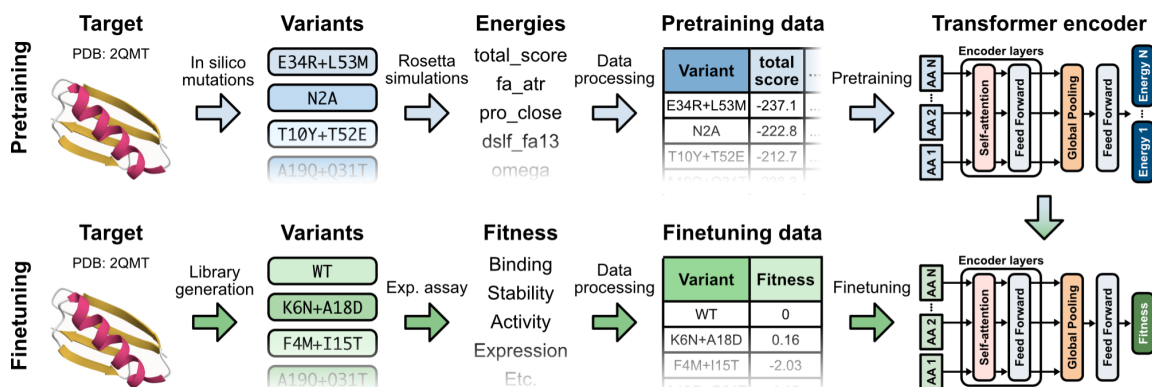 Pretraining
Target
PDB: 2QMT
In silico
mutations
Variants
E34R+L53M
N2A
T10Y+T52E
A19Q+Q31T
Rosetta
simulations
Energies
total_score
fa_atr
pro_close
dslf_fa13
omega
Data
processing
Pretraining data
Variant
total
score
...
E34R+L53M
-237.1
...
N2A
-222.8
...
T10Y+T52E
-212.7
...
Pretraining
Transformer encoder
Encoder layers
AA N
AA 2
AA 1
Self-attention
Feed Forward
Global Pooling
Feed Forward
Energy N
Energy 1
Finetuning
Target
PDB: 2QMT
Library
generation
Variants
WT
K6N+A18D
F4M+I15T
A19Q+Q31T
Exp. assay
Fitness
Binding
Stability
Activity
Expression
Etc.
Data
processing
Finetuning data
Variant
Fitness
WT
0
K6N+A18D
0.16
F4M+I15T
-2.03
Finetuning
Encoder layers
AA N
AA 2
AA 1
Self-attention
Feed Forward
Global Pooling
Feed Forward
Fitness